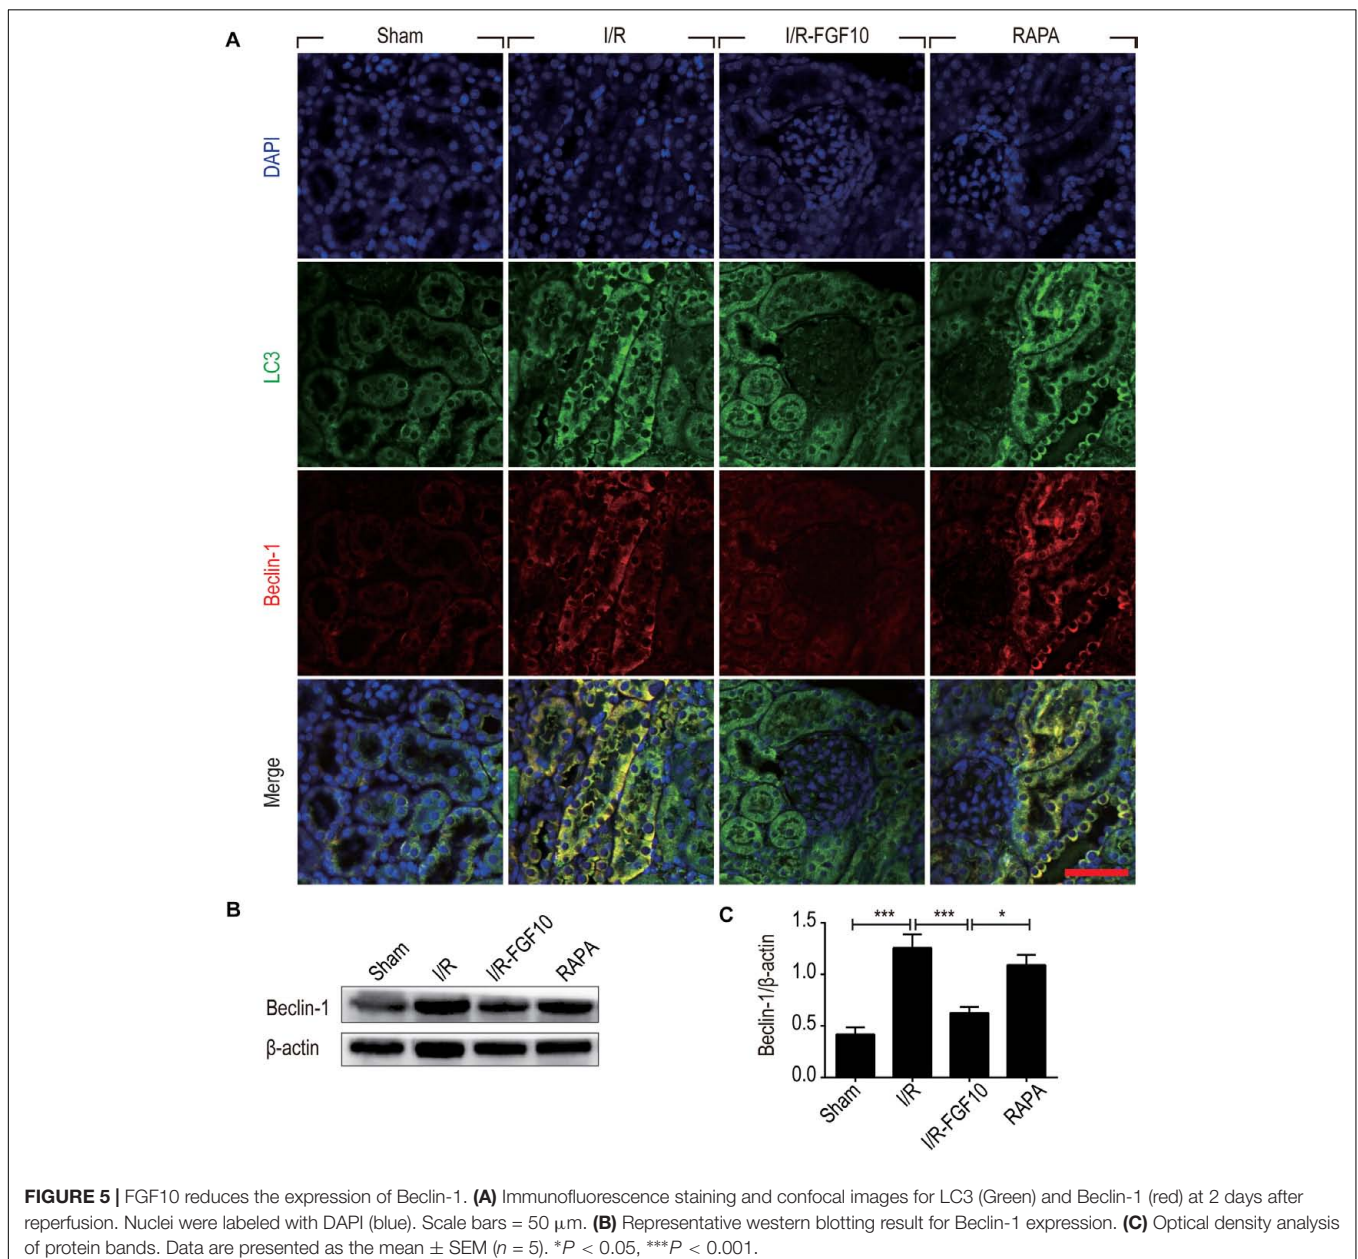 A
Sham I/R I/R-FGF10 RAPA
DAPI
LC3
Beclin-1
Merge
B
Sham I/R I/R-FGF10 RAPA
Beclin-1
β-actin
C
*** *** *
Beclin-1/β-actin
1.5
1.0
0.5
0.0
Sham I/R I/R-FGF10 RAPA
FIGURE 5 | FGF10 reduces the expression of Beclin-1. (A) Immunofluorescence staining and confocal images for LC3 (Green) and Beclin-1 (red) at 2 days after
reperfusion. Nuclei were labeled with DAPI (blue). Scale bars = 50 μm. (B) Representative western blotting result for Beclin-1 expression. (C) Optical density analysis
of protein bands. Data are presented as the mean ± SEM (n = 5). *P < 0.05, ***P < 0.001.